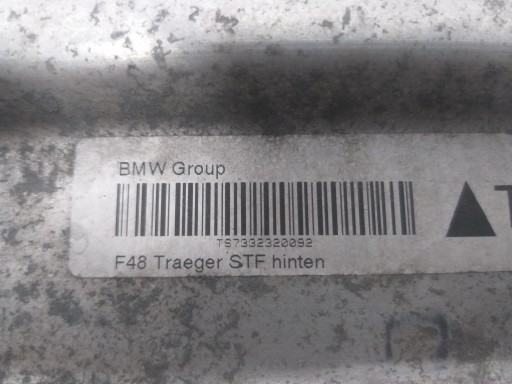 BMW Group
TS7332320092
F48 Traeger STF hinten